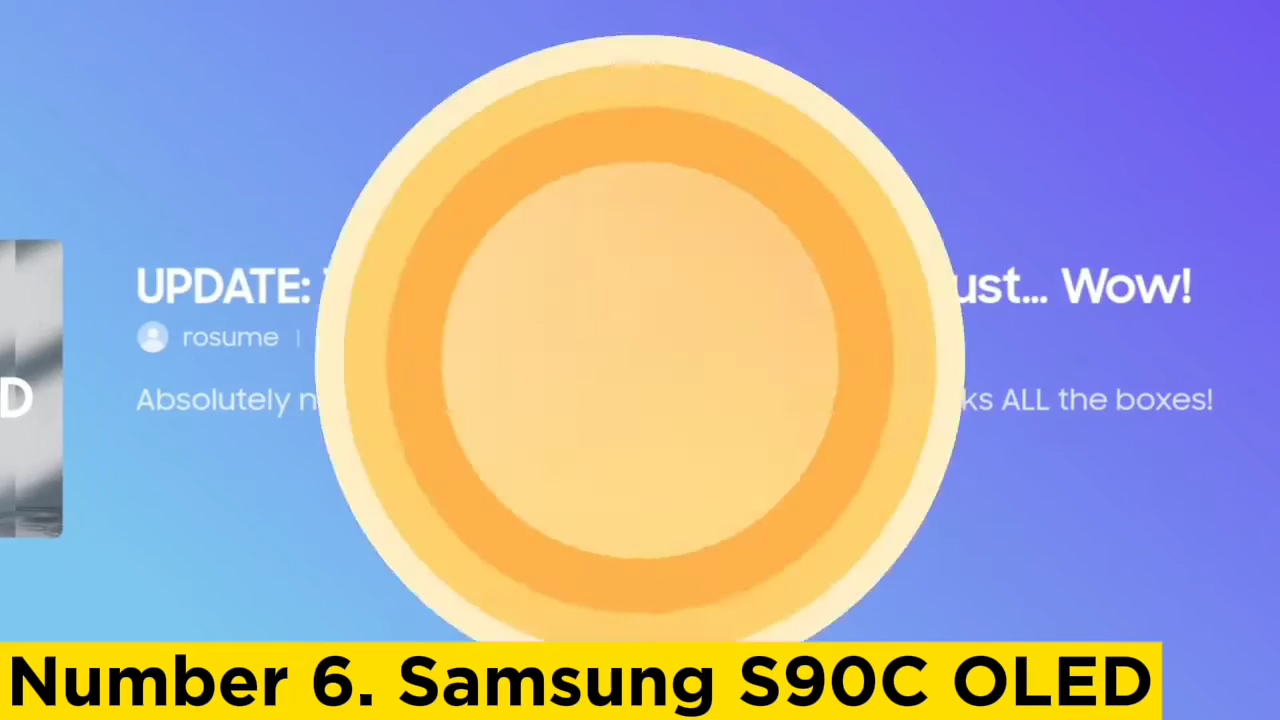 UPDATE:
ust... Wow!
rosume |
Absolutely n
ks ALL the boxes!
D
Number 6. Samsung S90C OLED